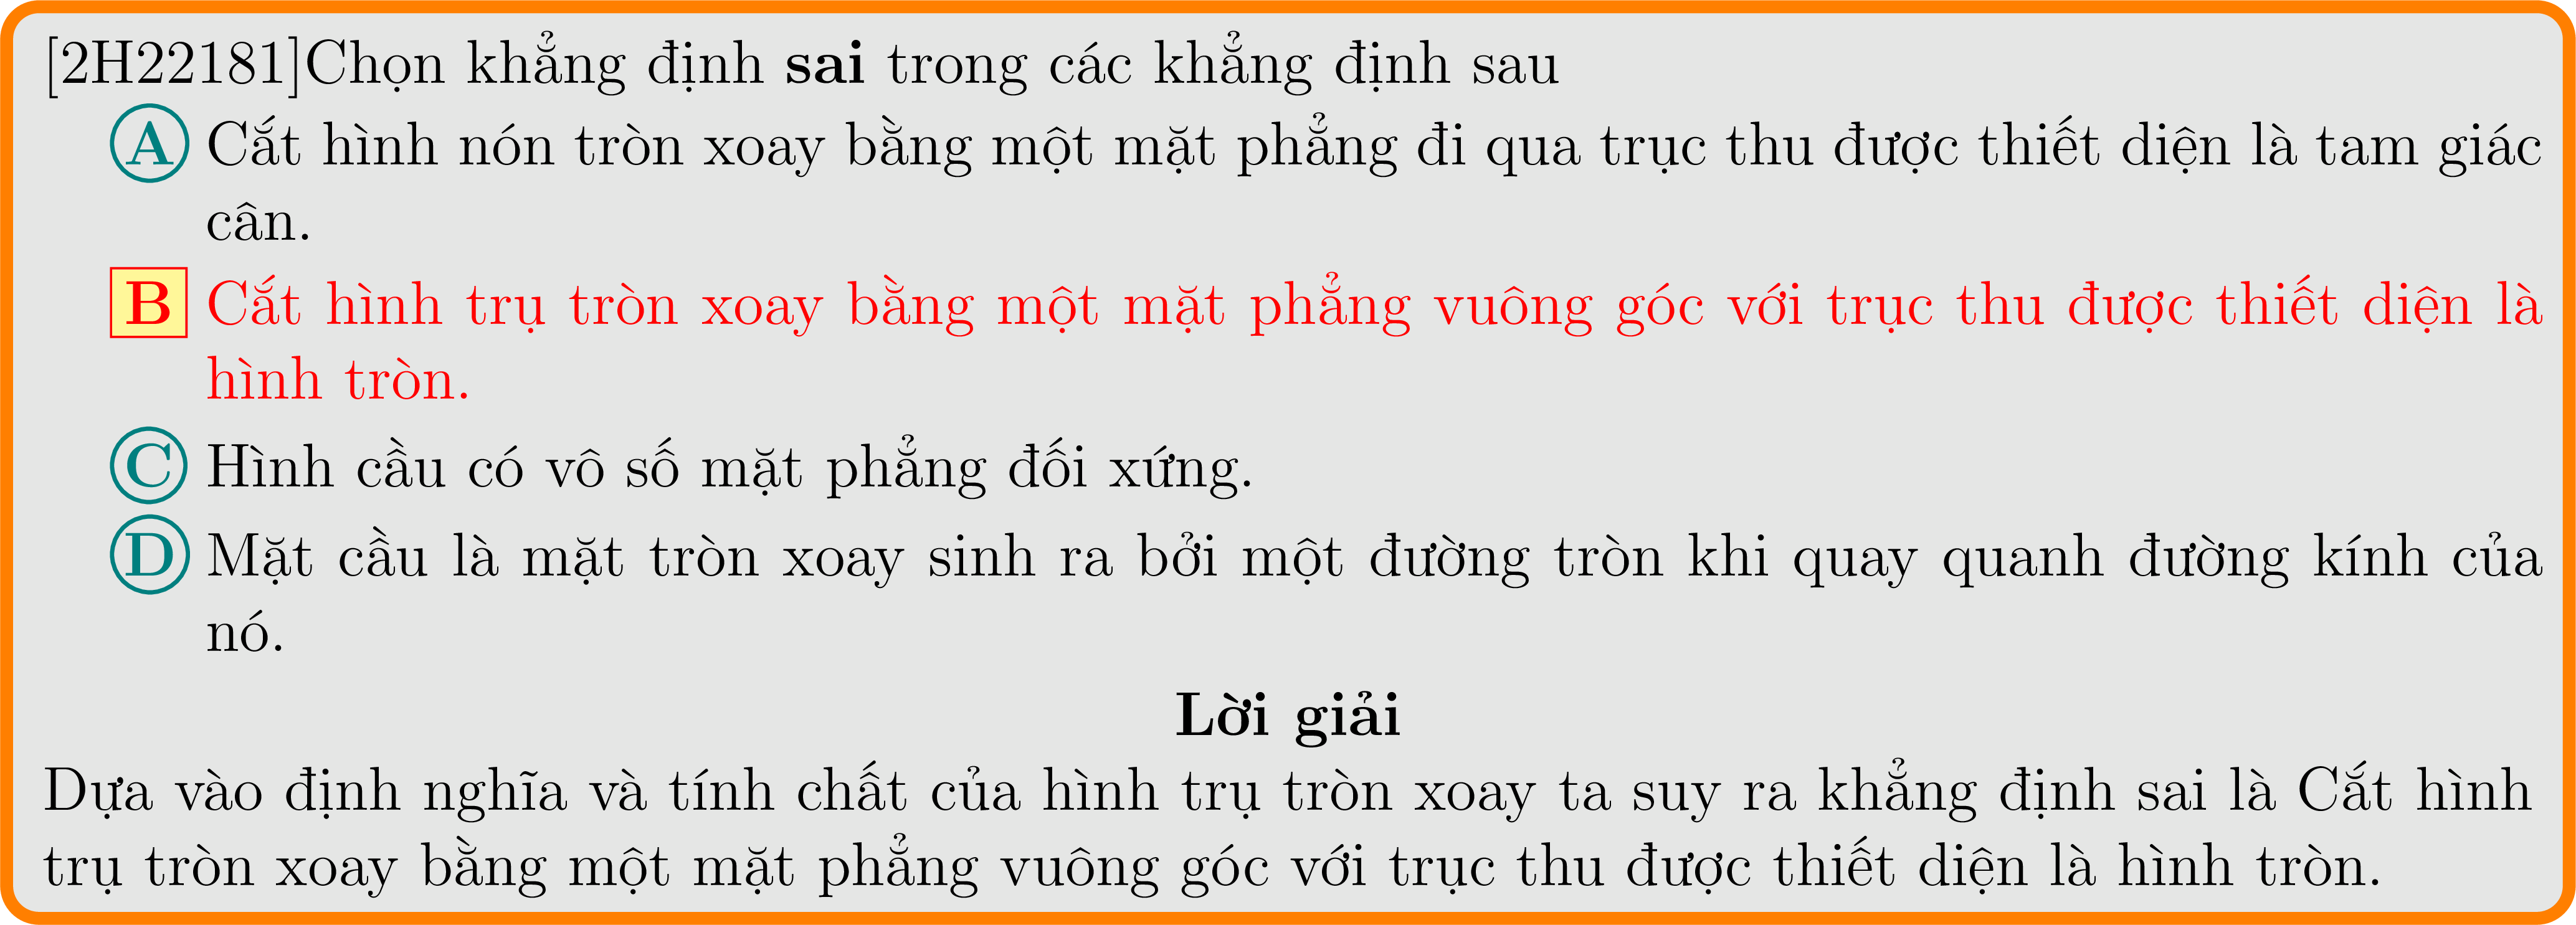 [2H22181]Chọn khẳng định sai trong các khẳng định sau
A Cắt hình nón tròn xoay bằng một mặt phẳng đi qua trục thu được thiết diện là tam giác
cân.
B Cắt hình trụ tròn xoay bằng một mặt phẳng vuông góc với trục thu được thiết diện là
hình tròn.
C Hình cầu có vô số mặt phẳng đối xứng.
D Mặt cầu là mặt tròn xoay sinh ra bởi một đường tròn khi quay quanh đường kính của
nó.
Lời giải
Dựa vào định nghĩa và tính chất của hình trụ tròn xoay ta suy ra khẳng định sai là Cắt hình
trụ tròn xoay bằng một mặt phẳng vuông góc với trục thu được thiết diện là hình tròn.